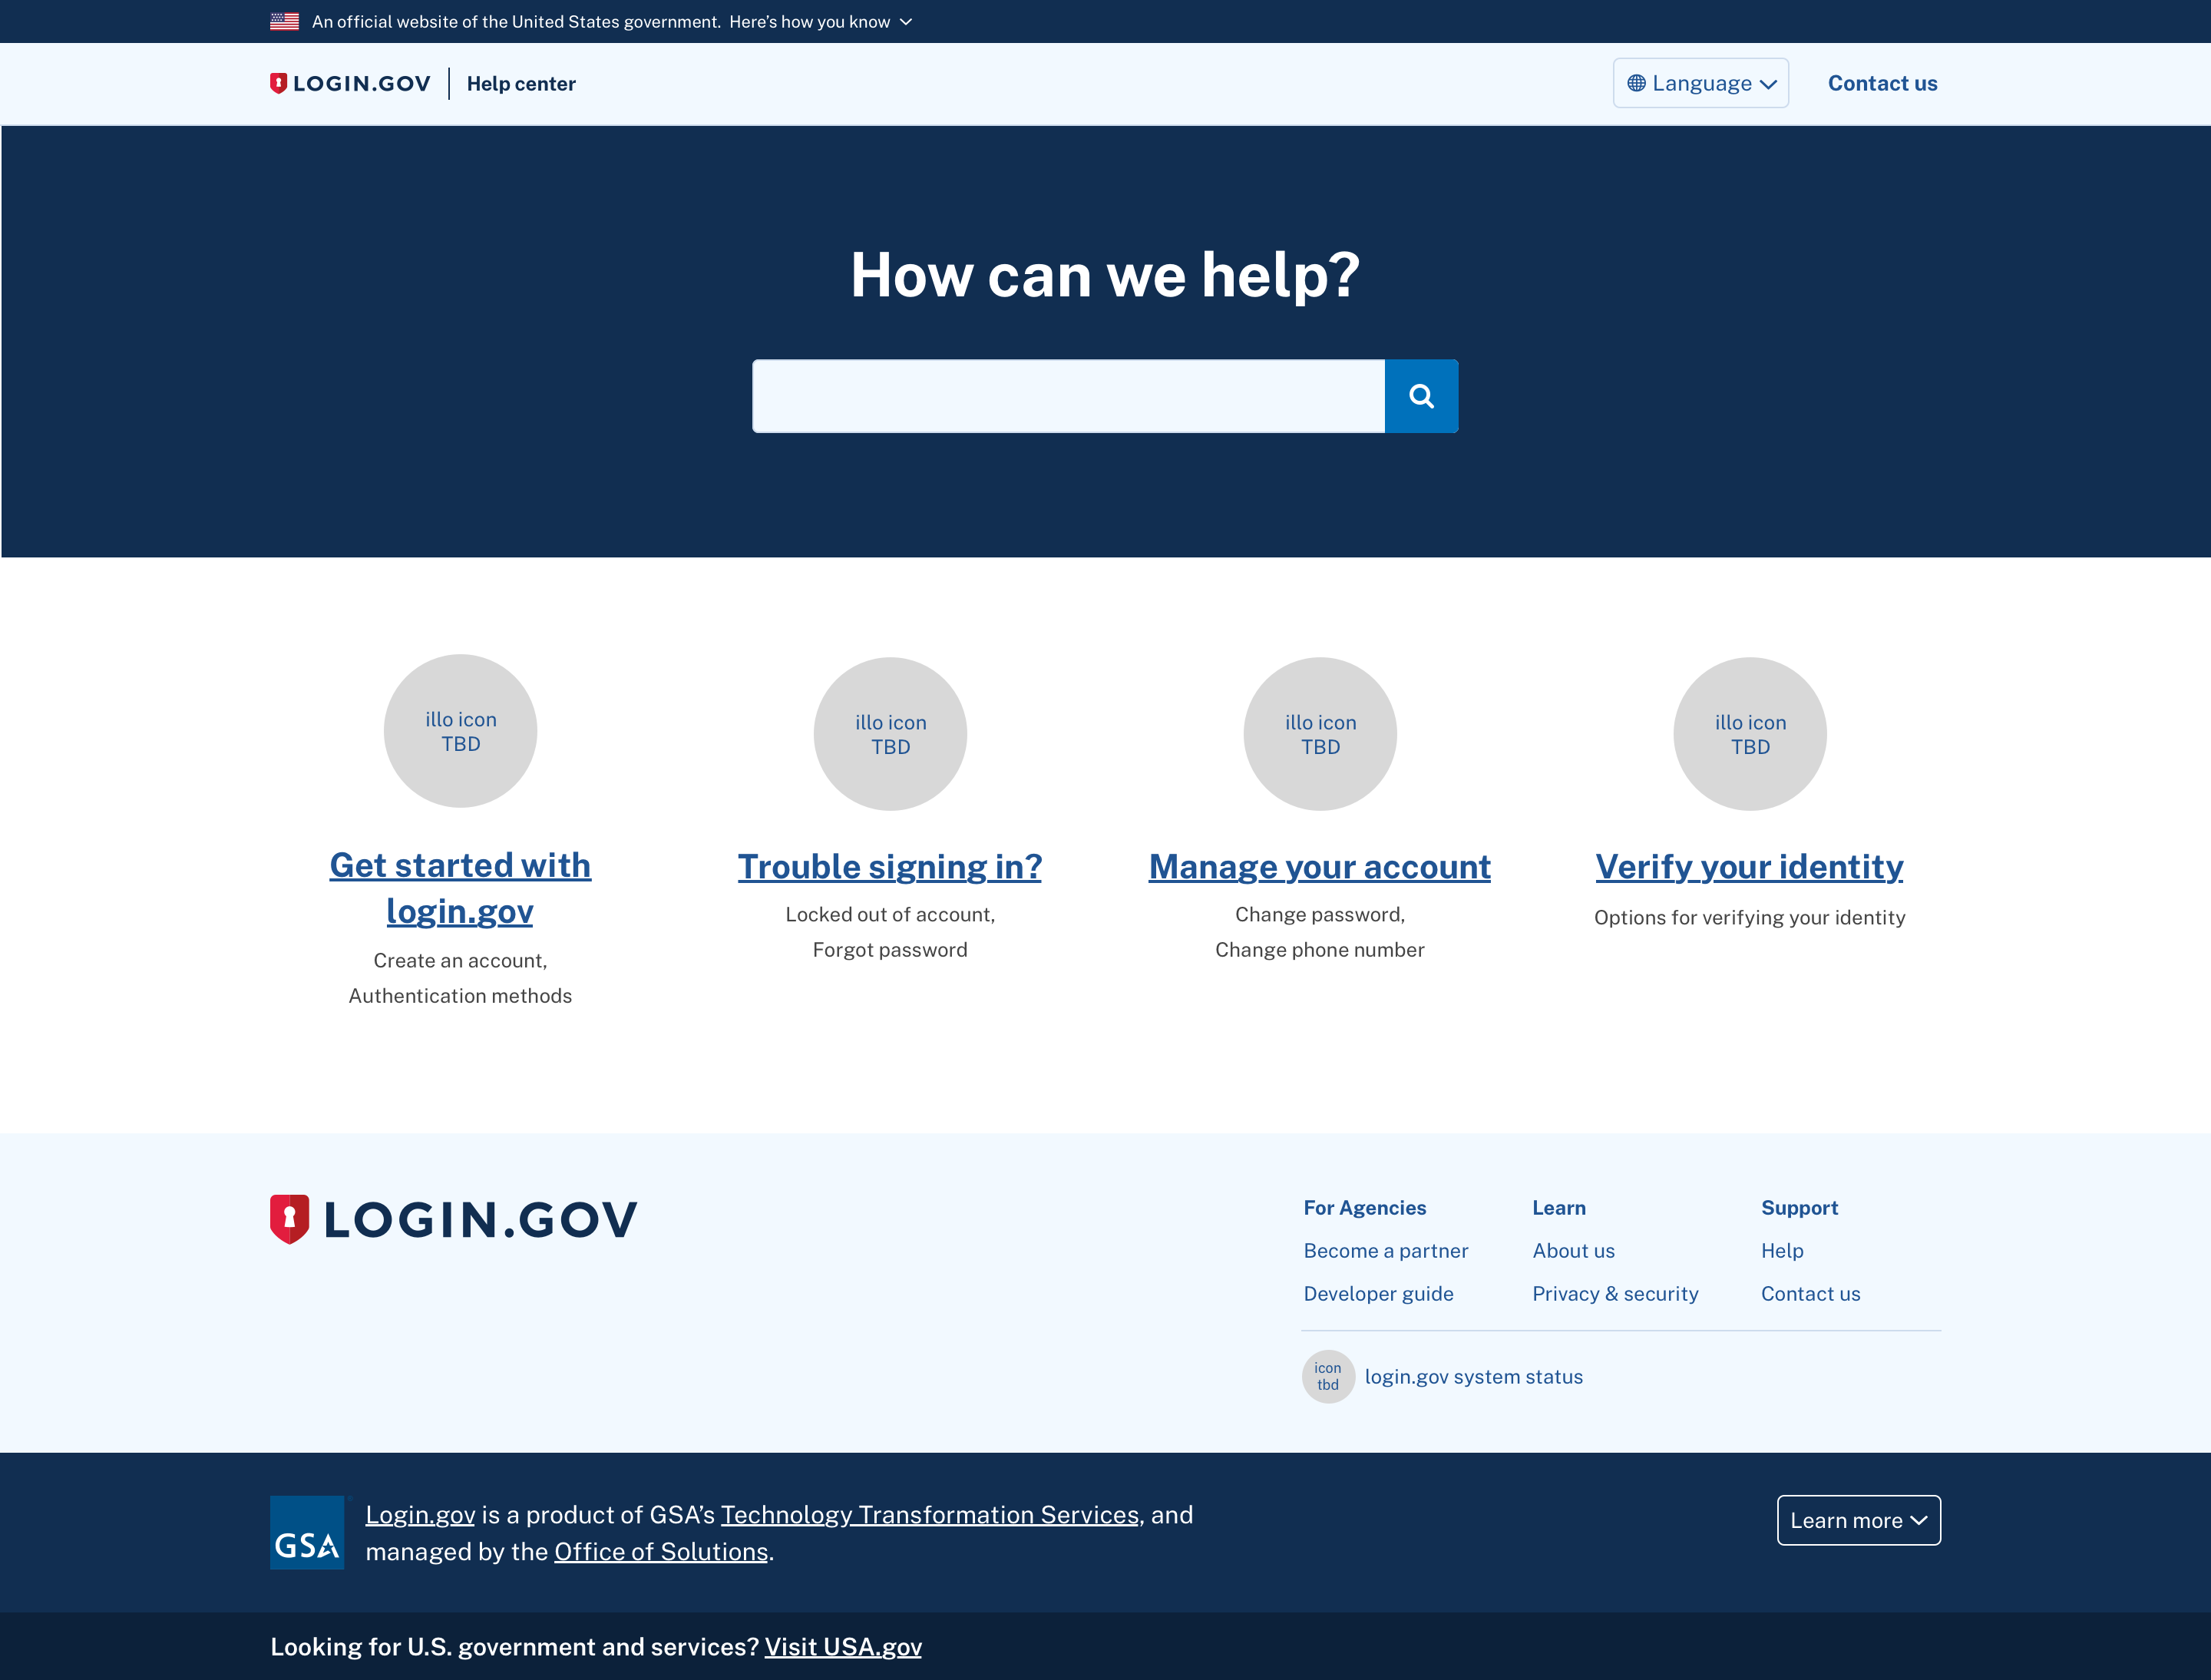 An official website of the United States government. Here’s how you know
LOGIN.GOV
Help center
Language
Contact us
How can we help?
illo icon
TBD
Get started with
login.gov
Create an account,
Authentication methods
illo icon
TBD
Trouble signing in?
Locked out of account,
Forgot password
illo icon
TBD
Manage your account
Change password,
Change phone number
illo icon
TBD
Verify your identity
Options for verifying your identity
LOGIN.GOV
For Agencies
Become a partner
Developer guide
Learn
About us
Privacy & security
Support
Help
Contact us
icon
tbd
login.gov system status
GSA
Login.gov is a product of GSA’s Technology Transformation Services, and
managed by the Office of Solutions.
Learn more
Looking for U.S. government and services? Visit USA.gov